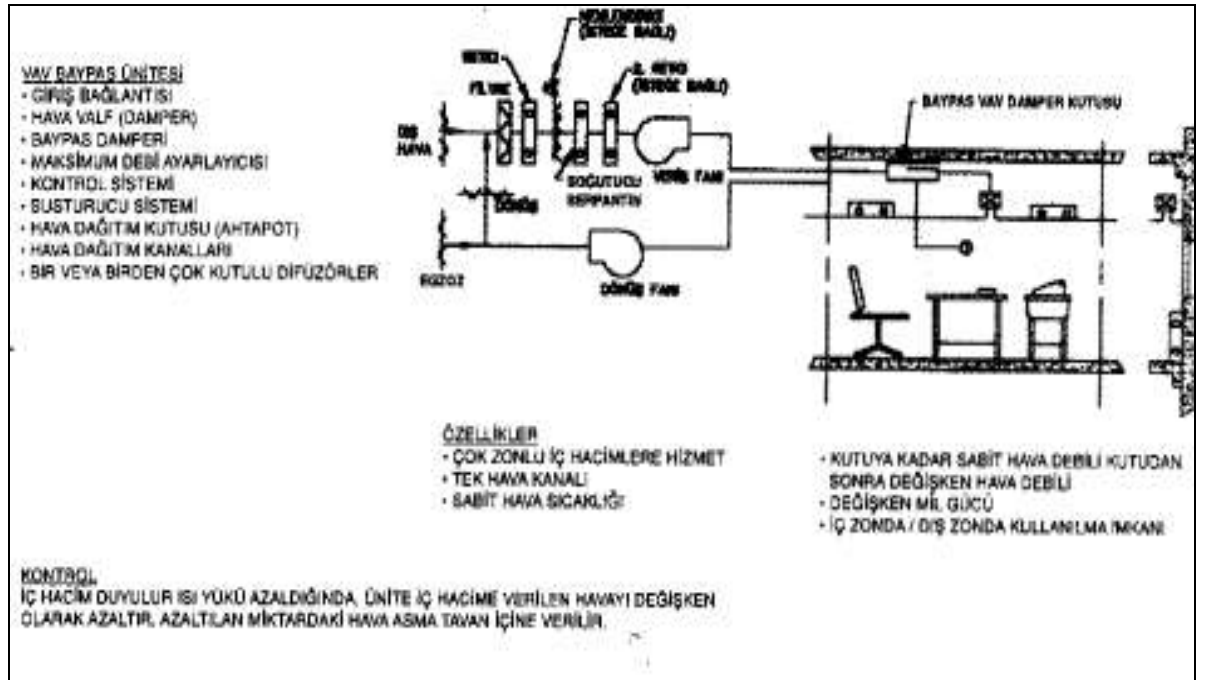 VAV BAYPAS ÜNİTESİ
• GİRİŞ BAĞLANTISI
• HAVA VALF (DAMPER)
• BAYPAS DAMPERİ
• MAKSİMUM DEBİ AYARLAYICISI
• KONTROL SİSTEMİ
• SUSTURUCU SİSTEMİ
• HAVA DAĞITIM KUTUSU (AHTAPOT)
• HAVA DAĞITIM KANALLARI
• BİR VEYA BİRDEN ÇOK KUTULU DİFÜZÖRLER
(İSTEĞE BAĞLI)
FİLTRE
2. ISITICI
(İSTEĞE BAĞLI)
DIŞ
HAVA
SOĞUTUCU
SERPANTİN
VERİŞ FANI
DÖNÜŞ
EGZOZ
DÖNÜŞ FANI
BAYPAS VAV DAMPER KUTUSU
ÖZELLİKLER
• ÇOK ZONLU İÇ HACİMLERE HİZMET
• TEK HAVA KANALI
• SABİT HAVA SICAKLIĞI
• KUTUYA KADAR SABİT HAVA DEBİLİ KUTUDAN
SONRA DEĞİŞKEN HAVA DEBİLİ
• DEĞİŞKEN MİL GÜCÜ
• İÇ ZONDA / DIŞ ZONDA KULLANILMA İMKANI
KONTROL
İÇ HACİM DUYULUR ISI YÜKÜ AZALDIĞINDA, ÜNİTE İÇ HACİME VERİLEN HAVAYI DEĞİŞKEN
OLARAK AZALTIR. AZALTILAN MİKTARDAKİ HAVA ASMA TAVAN İÇİNE VERİLİR.